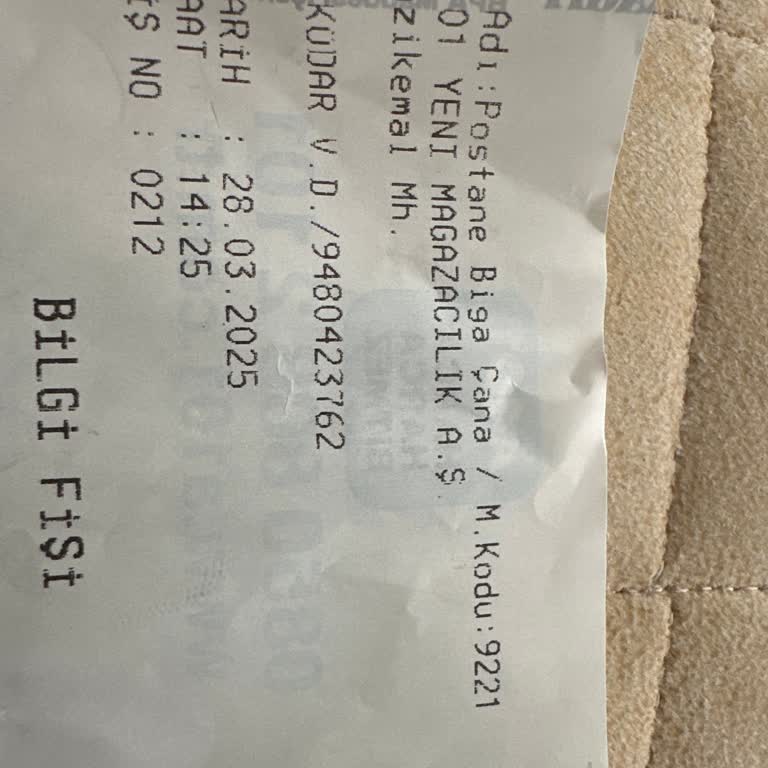 Adı:Postane Biga Çana / M.Kodu:9221
01 YENI MAGAZACILIK A.Ş.
zikemal Mh.
KÜDAR V.D./9480423762
ARİH : 28.03.2025
AAT : 14:25
İŞ NO : 0212
BİLGİ FİŞİ